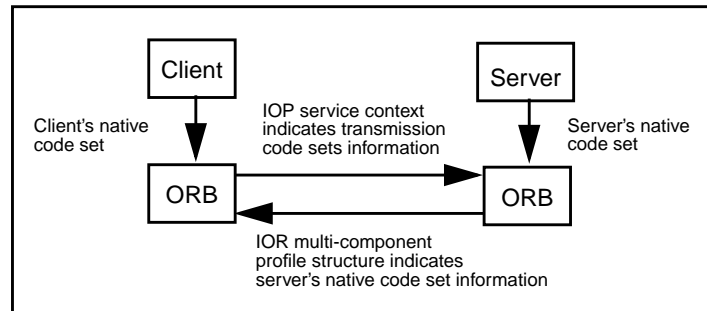 Client
Server
Client's native
code set
IOP service context
indicates transmission
code sets information
Server's native
code set
ORB
ORB
IOR multi-component
profile structure indicates
server's native code set information